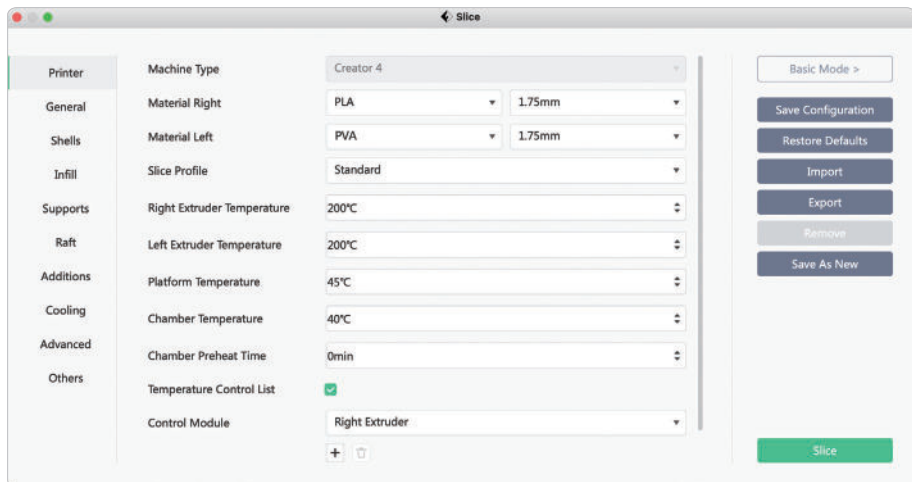 Slice
Printer
General
Shells
Infill
Supports
Raft
Additions
Cooling
Advanced
Others
Machine Type Creator 4
Material Right PLA 1.75mm
Material Left PVA 1.75mm
Slice Profile Standard
Right Extruder Temperature 200℃
Left Extruder Temperature 200℃
Platform Temperature 45℃
Chamber Temperature 40℃
Chamber Preheat Time 0min
Temperature Control List
Control Module Right Extruder
+
Basic Mode >
Save Configuration
Restore Defaults
Import
Export
Remove
Save As New
Slice